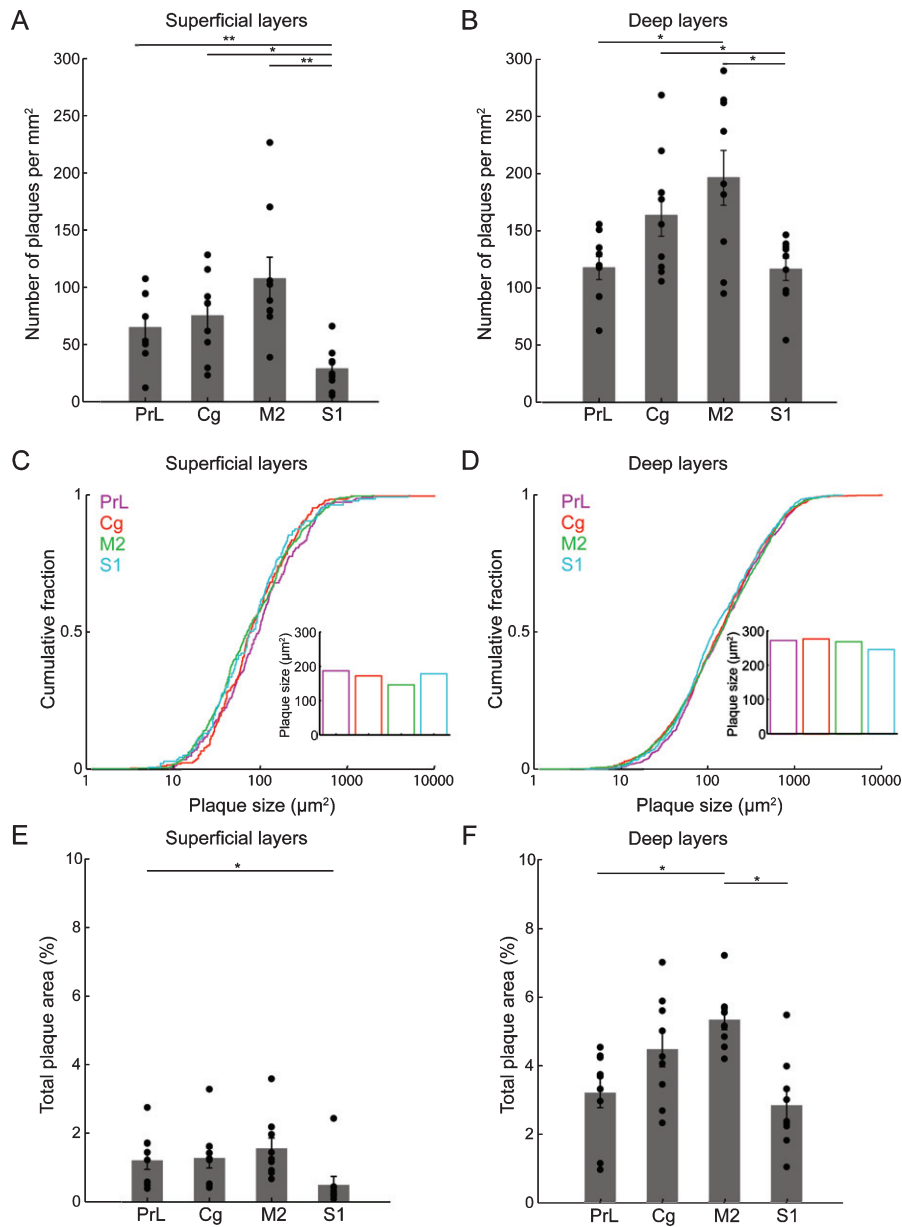 A
Superficial layers
**
*
**
Number of plaques per mm²
300
250
200
150
100
50
0
PrL
Cg
M2
S1
B
Deep layers
*
*
*
Number of plaques per mm²
300
250
200
150
100
50
0
PrL
Cg
M2
S1
C
Superficial layers
PrL
Cg
M2
S1
Cumulative fraction
1
0.5
0
1
10
100
1000
10000
Plaque size (µm²)
Plaque size (µm²)
300
200
100
0
D
Deep layers
PrL
Cg
M2
S1
Cumulative fraction
1
0.5
0
1
10
100
1000
10000
Plaque size (µm²)
Plaque size (µm²)
300
200
100
0
E
Superficial layers
*
Total plaque area (%)
10
8
6
4
2
0
PrL
Cg
M2
S1
F
Deep layers
*
*
Total plaque area (%)
10
8
6
4
2
0
PrL
Cg
M2
S1